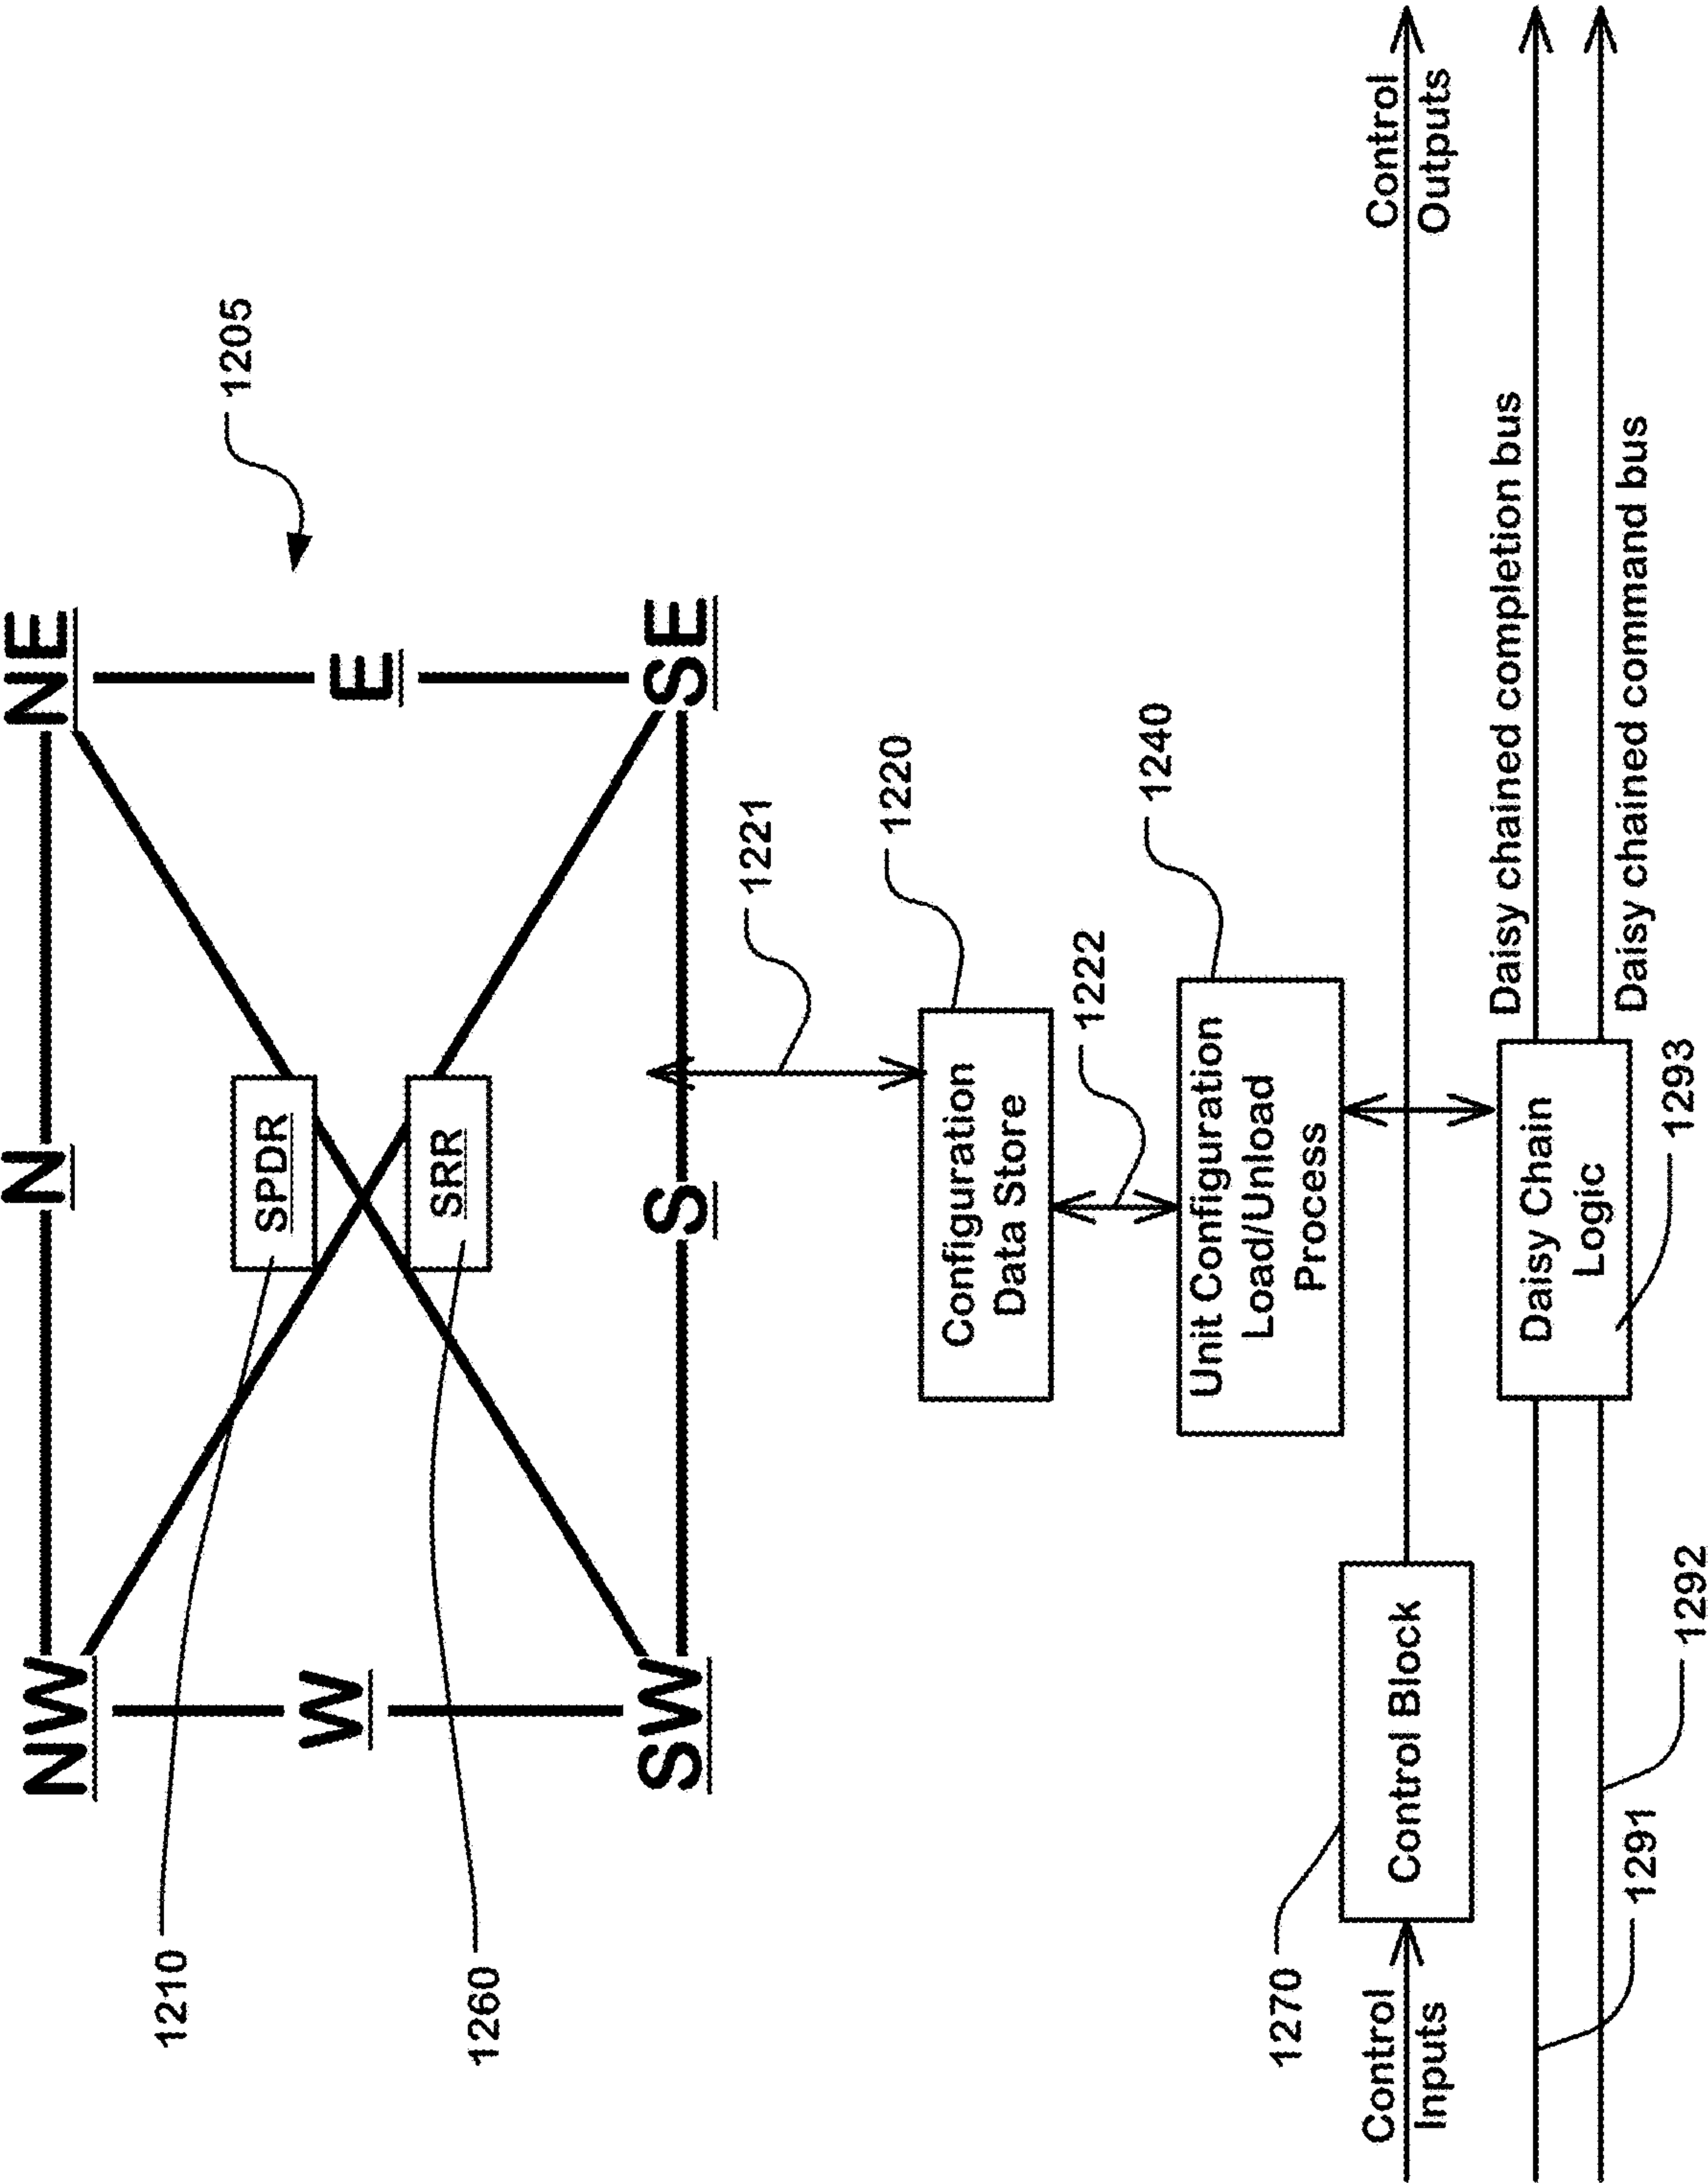 NW
N
NE
1205
1210
SPDR
W
E
1260
SRR
SW
S
SE
1221
Configuration
Data Store
1220
1222
Unit Configuration
Load/Unload
Process
1240
1270
Control
Inputs
Control Block
Control
Outputs
Daisy Chain
Logic
Daisy chained completion bus
Daisy chained command bus
1291
1292
1293